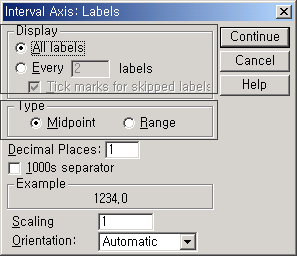 Interval Axis: Labels
Display
All labels
Continue
Every 2 labels
Cancel
Tick marks for skipped labels
Help
Type
Midpoint Range
Decimal Places: 1
1000s separator
Example
1234,0
Scaling 1
Orientation: Automatic